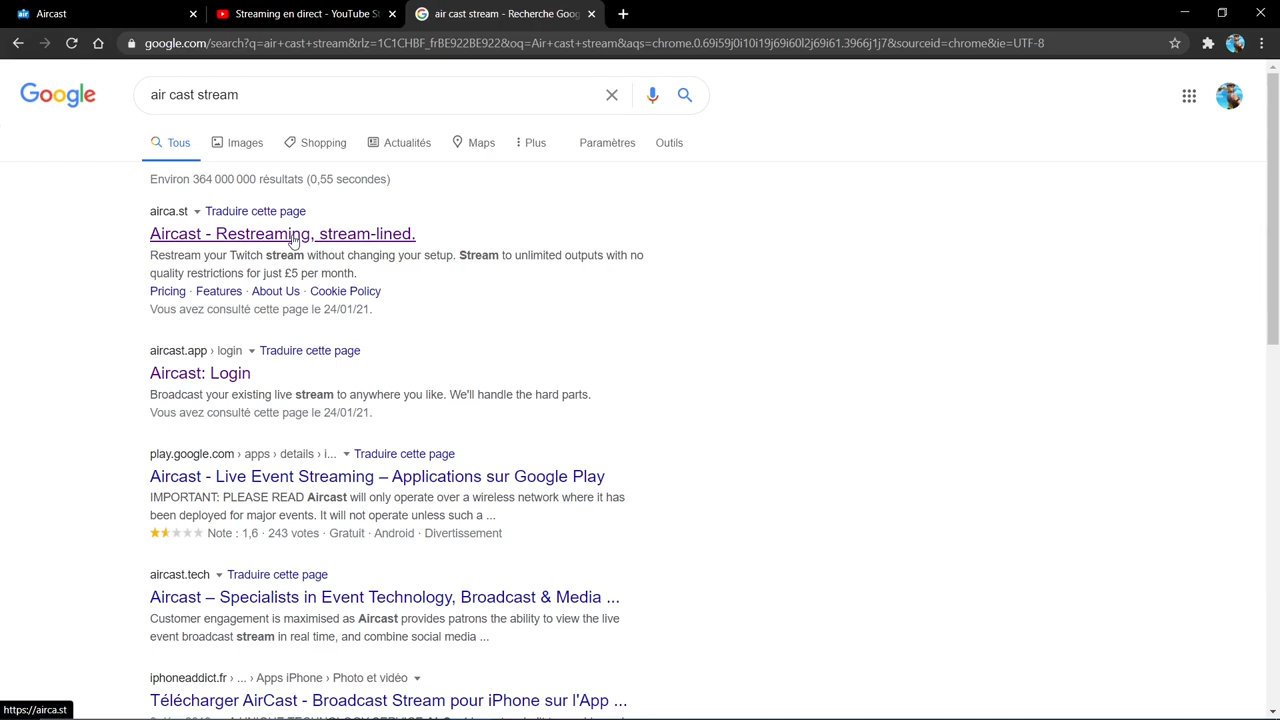 Aircast
Streaming en direct - YouTube St
air cast stream - Recherche Goog
google.com/search?q=air+cast+stream&rlz=1C1CHBF_frBE922BE922&oq=Air+cast+stream&aqs=chrome.0.69i59j0i10i19j69i60l2j69i61.3966j1j7&sourceid=chrome&ie=UTF-8
Google
air cast stream
Tous Images Shopping Actualités Maps Plus Paramètres Outils
Environ 364 000 000 résultats (0,55 secondes)
airca.st Traduire cette page
Aircast - Restreaming, stream-lined.
Restream your Twitch stream without changing your setup. Stream to unlimited outputs with no
quality restrictions for just £5 per month.
Pricing · Features · About Us · Cookie Policy
Vous avez consulté cette page le 24/01/21.
aircast.app › login Traduire cette page
Aircast: Login
Broadcast your existing live stream to anywhere you like. We'll handle the hard parts.
Vous avez consulté cette page le 24/01/21.
play.google.com › apps › details › i... Traduire cette page
Aircast - Live Event Streaming – Applications sur Google Play
IMPORTANT: PLEASE READ Aircast will only operate over a wireless network where it has
been deployed for major events. It will not operate unless such a ...
Note : 1,6 · 243 votes · Gratuit · Android · Divertissement
aircast.tech Traduire cette page
Aircast – Specialists in Event Technology, Broadcast & Media ...
Customer engagement is maximised as Aircast provides patrons the ability to view the live
event broadcast stream in real time, and combine social media ...
iphoneaddict.fr › ... › Apps iPhone › Photo et vidéo
Télécharger AirCast - Broadcast Stream pour iPhone sur l'App ...
https://airca.st